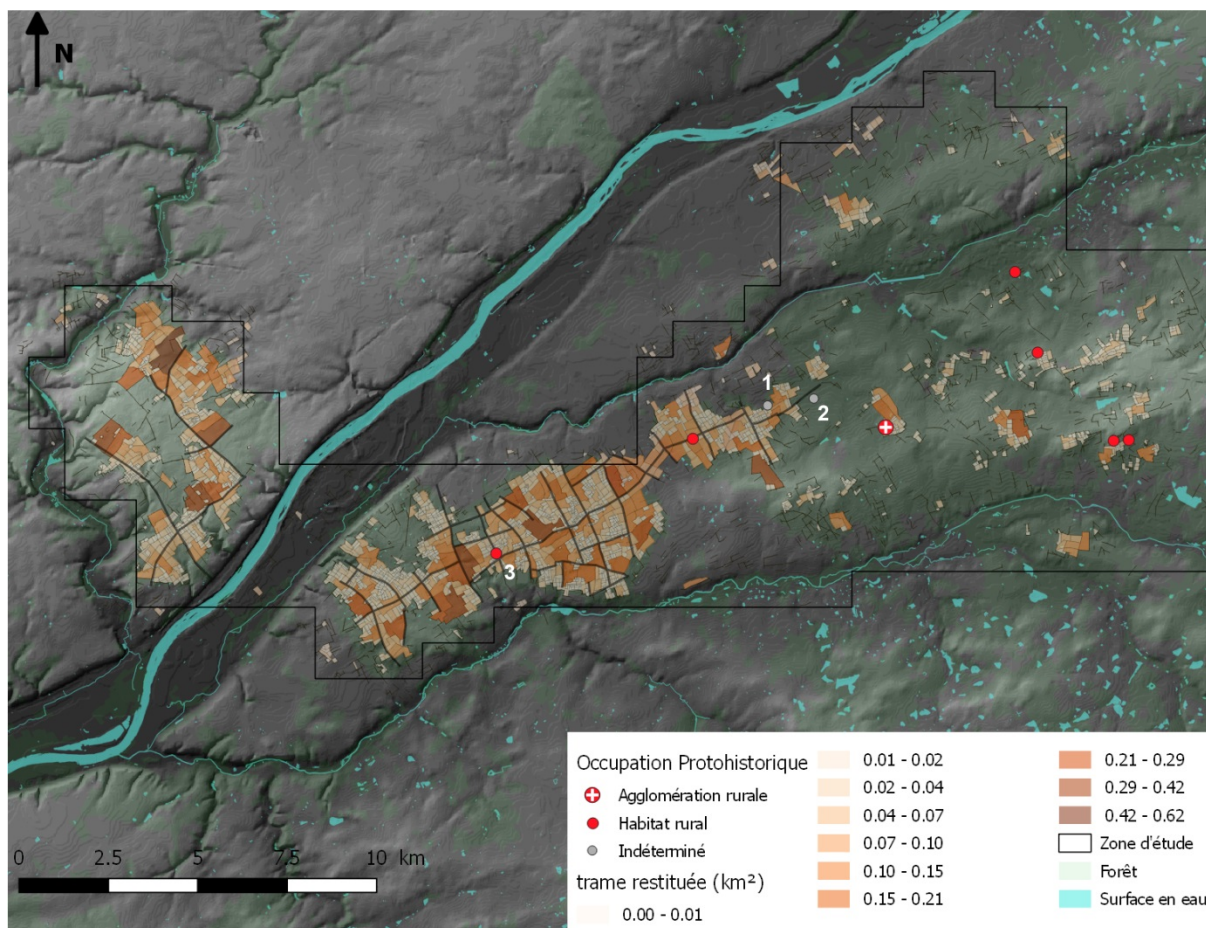 N
1
2
3
Occupation Protohistorique
Agglomération rurale
Habitat rural
Indéterminé
trame restituée (km²)
0.00 - 0.01
0.01 - 0.02
0.02 - 0.04
0.04 - 0.07
0.07 - 0.10
0.10 - 0.15
0.15 - 0.21
0.21 - 0.29
0.29 - 0.42
0.42 - 0.62
Zone d'étude
Forêt
Surface en eau
0 2.5 5 7.5 10 km